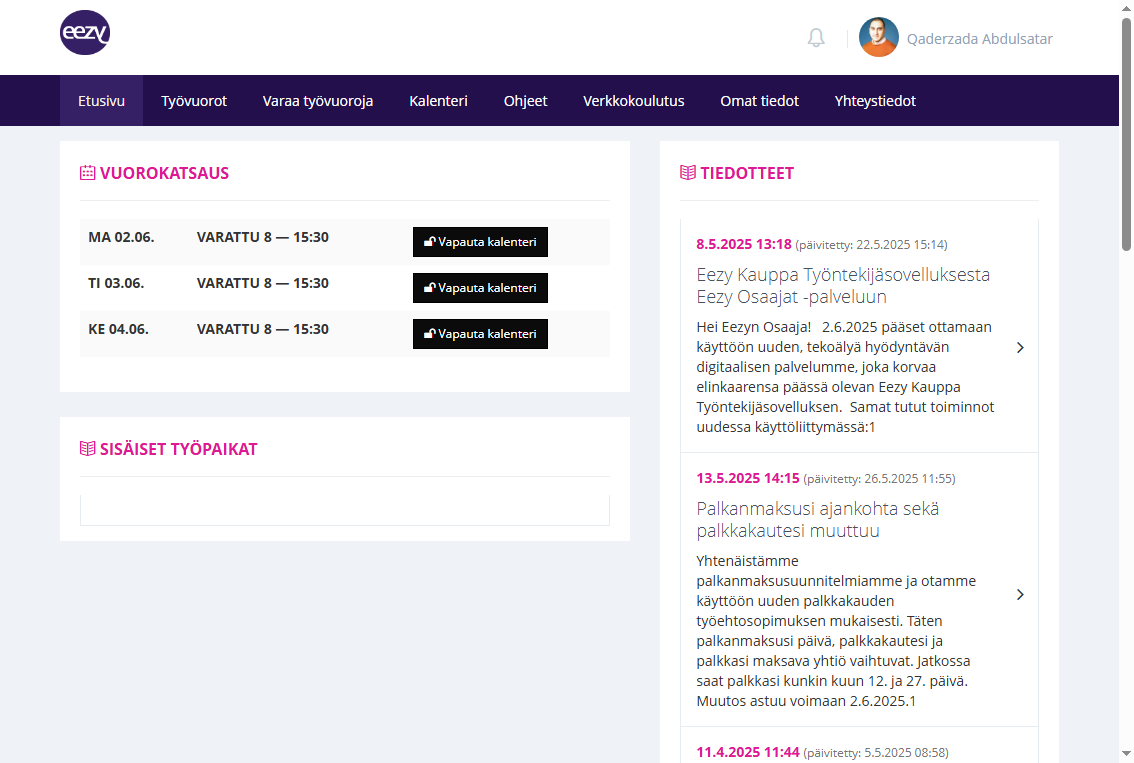 eezy
Qaderzada Abdulsatar
Etusivu Työvuorot Varaa työvuoroja Kalenteri Ohjeet Verkkokoulutus Omat tiedot Yhteystiedot
VUOROKATSAUS
MA 02.06. VARATTU 8 — 15:30 Vapauta kalenteri
TI 03.06. VARATTU 8 — 15:30 Vapauta kalenteri
KE 04.06. VARATTU 8 — 15:30 Vapauta kalenteri
SISÄISET TYÖPAIKAT
TIEDOTTEET
8.5.2025 13:18 (päivitetty: 22.5.2025 15:14)
Eezy Kauppa Työntekijäsovelluksesta
Eezy Osaajat -palveluun
Hei Eezyn Osaaja!   2.6.2025 pääset ottamaan
käyttöön uuden, tekoälyä hyödyntävän
digitaalisen palvelumme, joka korvaa
elinkaarensa päässä olevan Eezy Kauppa
Työntekijäsovelluksen.  Samat tutut toiminnot
uudessa käyttöliittymässä:1
13.5.2025 14:15 (päivitetty: 26.5.2025 11:55)
Palkanmaksusi ajankohta sekä
palkkakautesi muuttuu
Yhtenäistämme
palkanmaksusuunnitelmiamme ja otamme
käyttöön uuden palkkakauden
työehtosopimuksen mukaisesti. Täten
palkanmaksusi päivä, palkkakautesi ja
palkkasi maksava yhtiö vaihtuvat. Jatkossa
saat palkkasi kunkin kuun 12. ja 27. päivä.
Muutos astuu voimaan 2.6.2025.1
11.4.2025 11:44 (päivitetty: 5.5.2025 08:58)